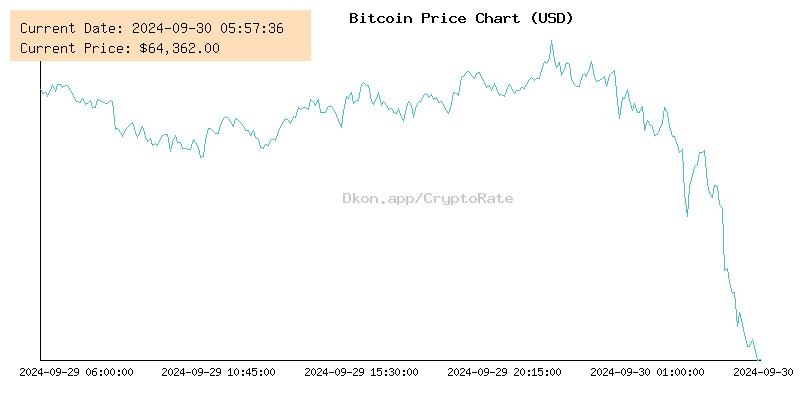 Bitcoin Price Chart (USD)
Current Date: 2024-09-30 05:57:36
Current Price: $64,362.00
Dkon.app/CryptoRate
2024-09-29 06:00:00 2024-09-29 10:45:00 2024-09-29 15:30:00 2024-09-29 20:15:00 2024-09-30 01:00:00 2024-09-30